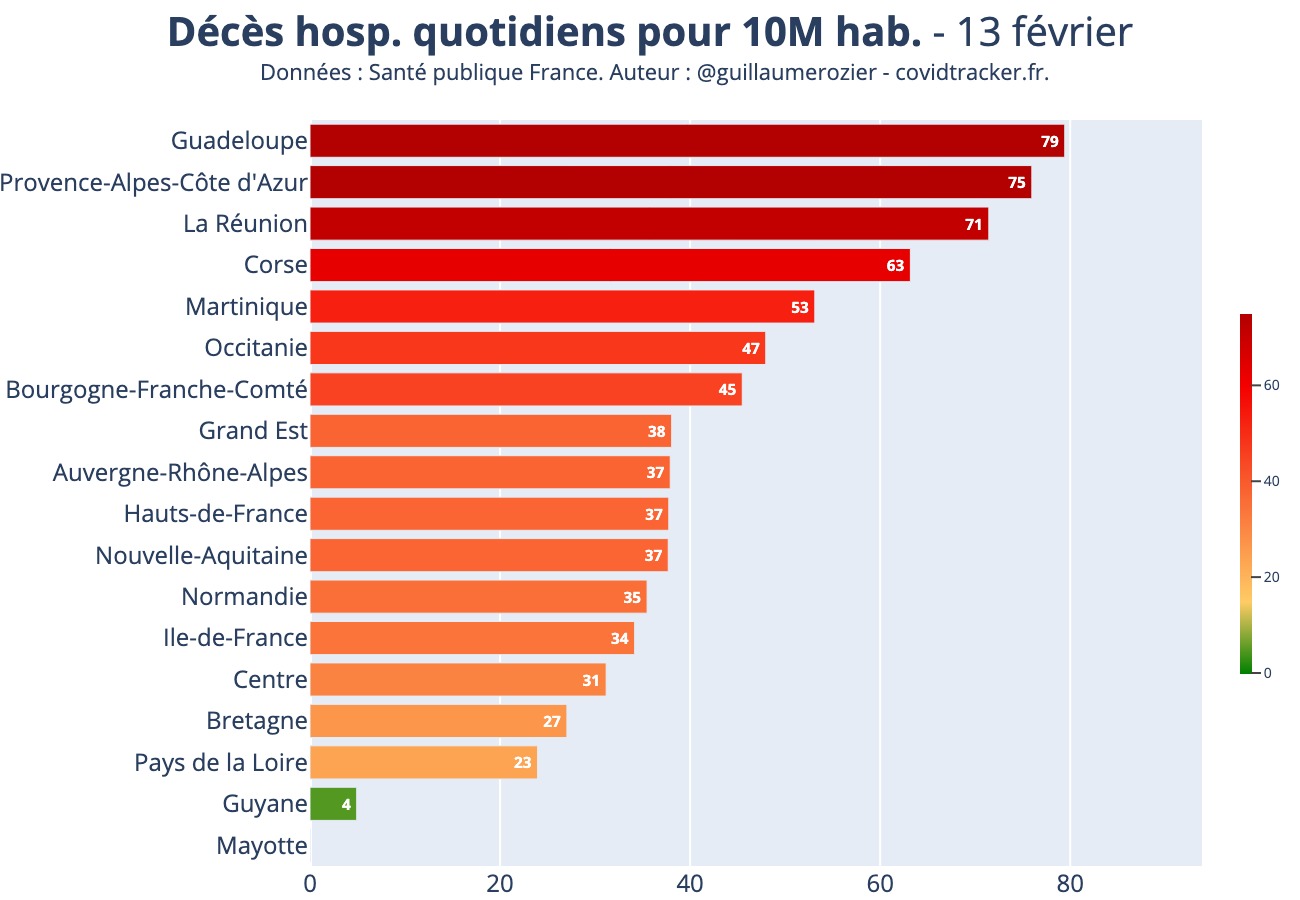 Décès hosp. quotidiens pour 10M hab. - 13 février
Données : Santé publique France. Auteur : @guillaumerozier - covidtracker.fr.
Guadeloupe 79
Provence-Alpes-Côte d'Azur 75
La Réunion 71
Corse 63
Martinique 53
Occitanie 47
Bourgogne-Franche-Comté 45
Grand Est 38
Auvergne-Rhône-Alpes 37
Hauts-de-France 37
Nouvelle-Aquitaine 37
Normandie 35
Ile-de-France 34
Centre 31
Bretagne 27
Pays de la Loire 23
Guyane 4
Mayotte
0 20 40 60 80
60
40
20
0